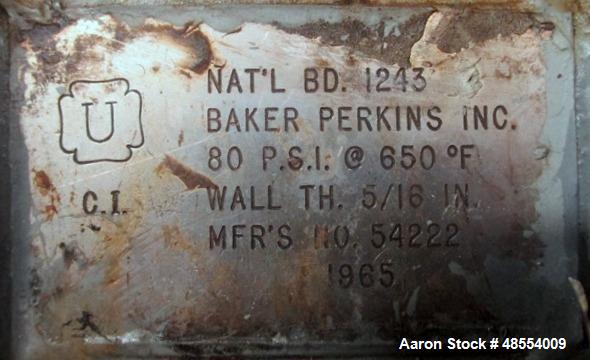 NAT'L BD. 1243
U
BAKER PERKINS INC.
80 P.S.I. @ 650 °F
C.I.
WALL TH. 5/16 IN.
MFR'S NO. 54222
1965
Aaron Stock # 48554009